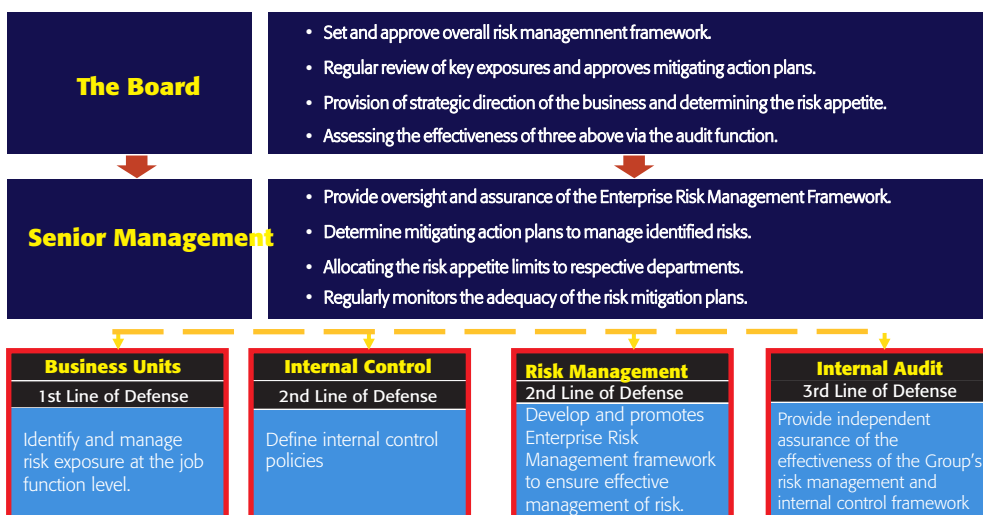 The Board
• Set and approve overall risk managemnent framework.
• Regular review of key exposures and approves mitigating action plans.
• Provision of strategic direction of the business and determining the risk appetite.
• Assessing the effectiveness of three above via the audit function.
Senior Management
• Provide oversight and assurance of the Enterprise Risk Management Framework.
• Determine mitigating action plans to manage identified risks.
• Allocating the risk appetite limits to respective departments.
• Regularly monitors the adequacy of the risk mitigation plans.
Business Units
1st Line of Defense
Identify and manage
risk exposure at the job
function level.
Internal Control
2nd Line of Defense
Define internal control
policies
Risk Management
2nd Line of Defense
Develop and promotes
Enterprise Risk
Management framework
to ensure effective
management of risk.
Internal Audit
3rd Line of Defense
Provide independent
assurance of the
effectiveness of the Group's
risk management and
internal control framework